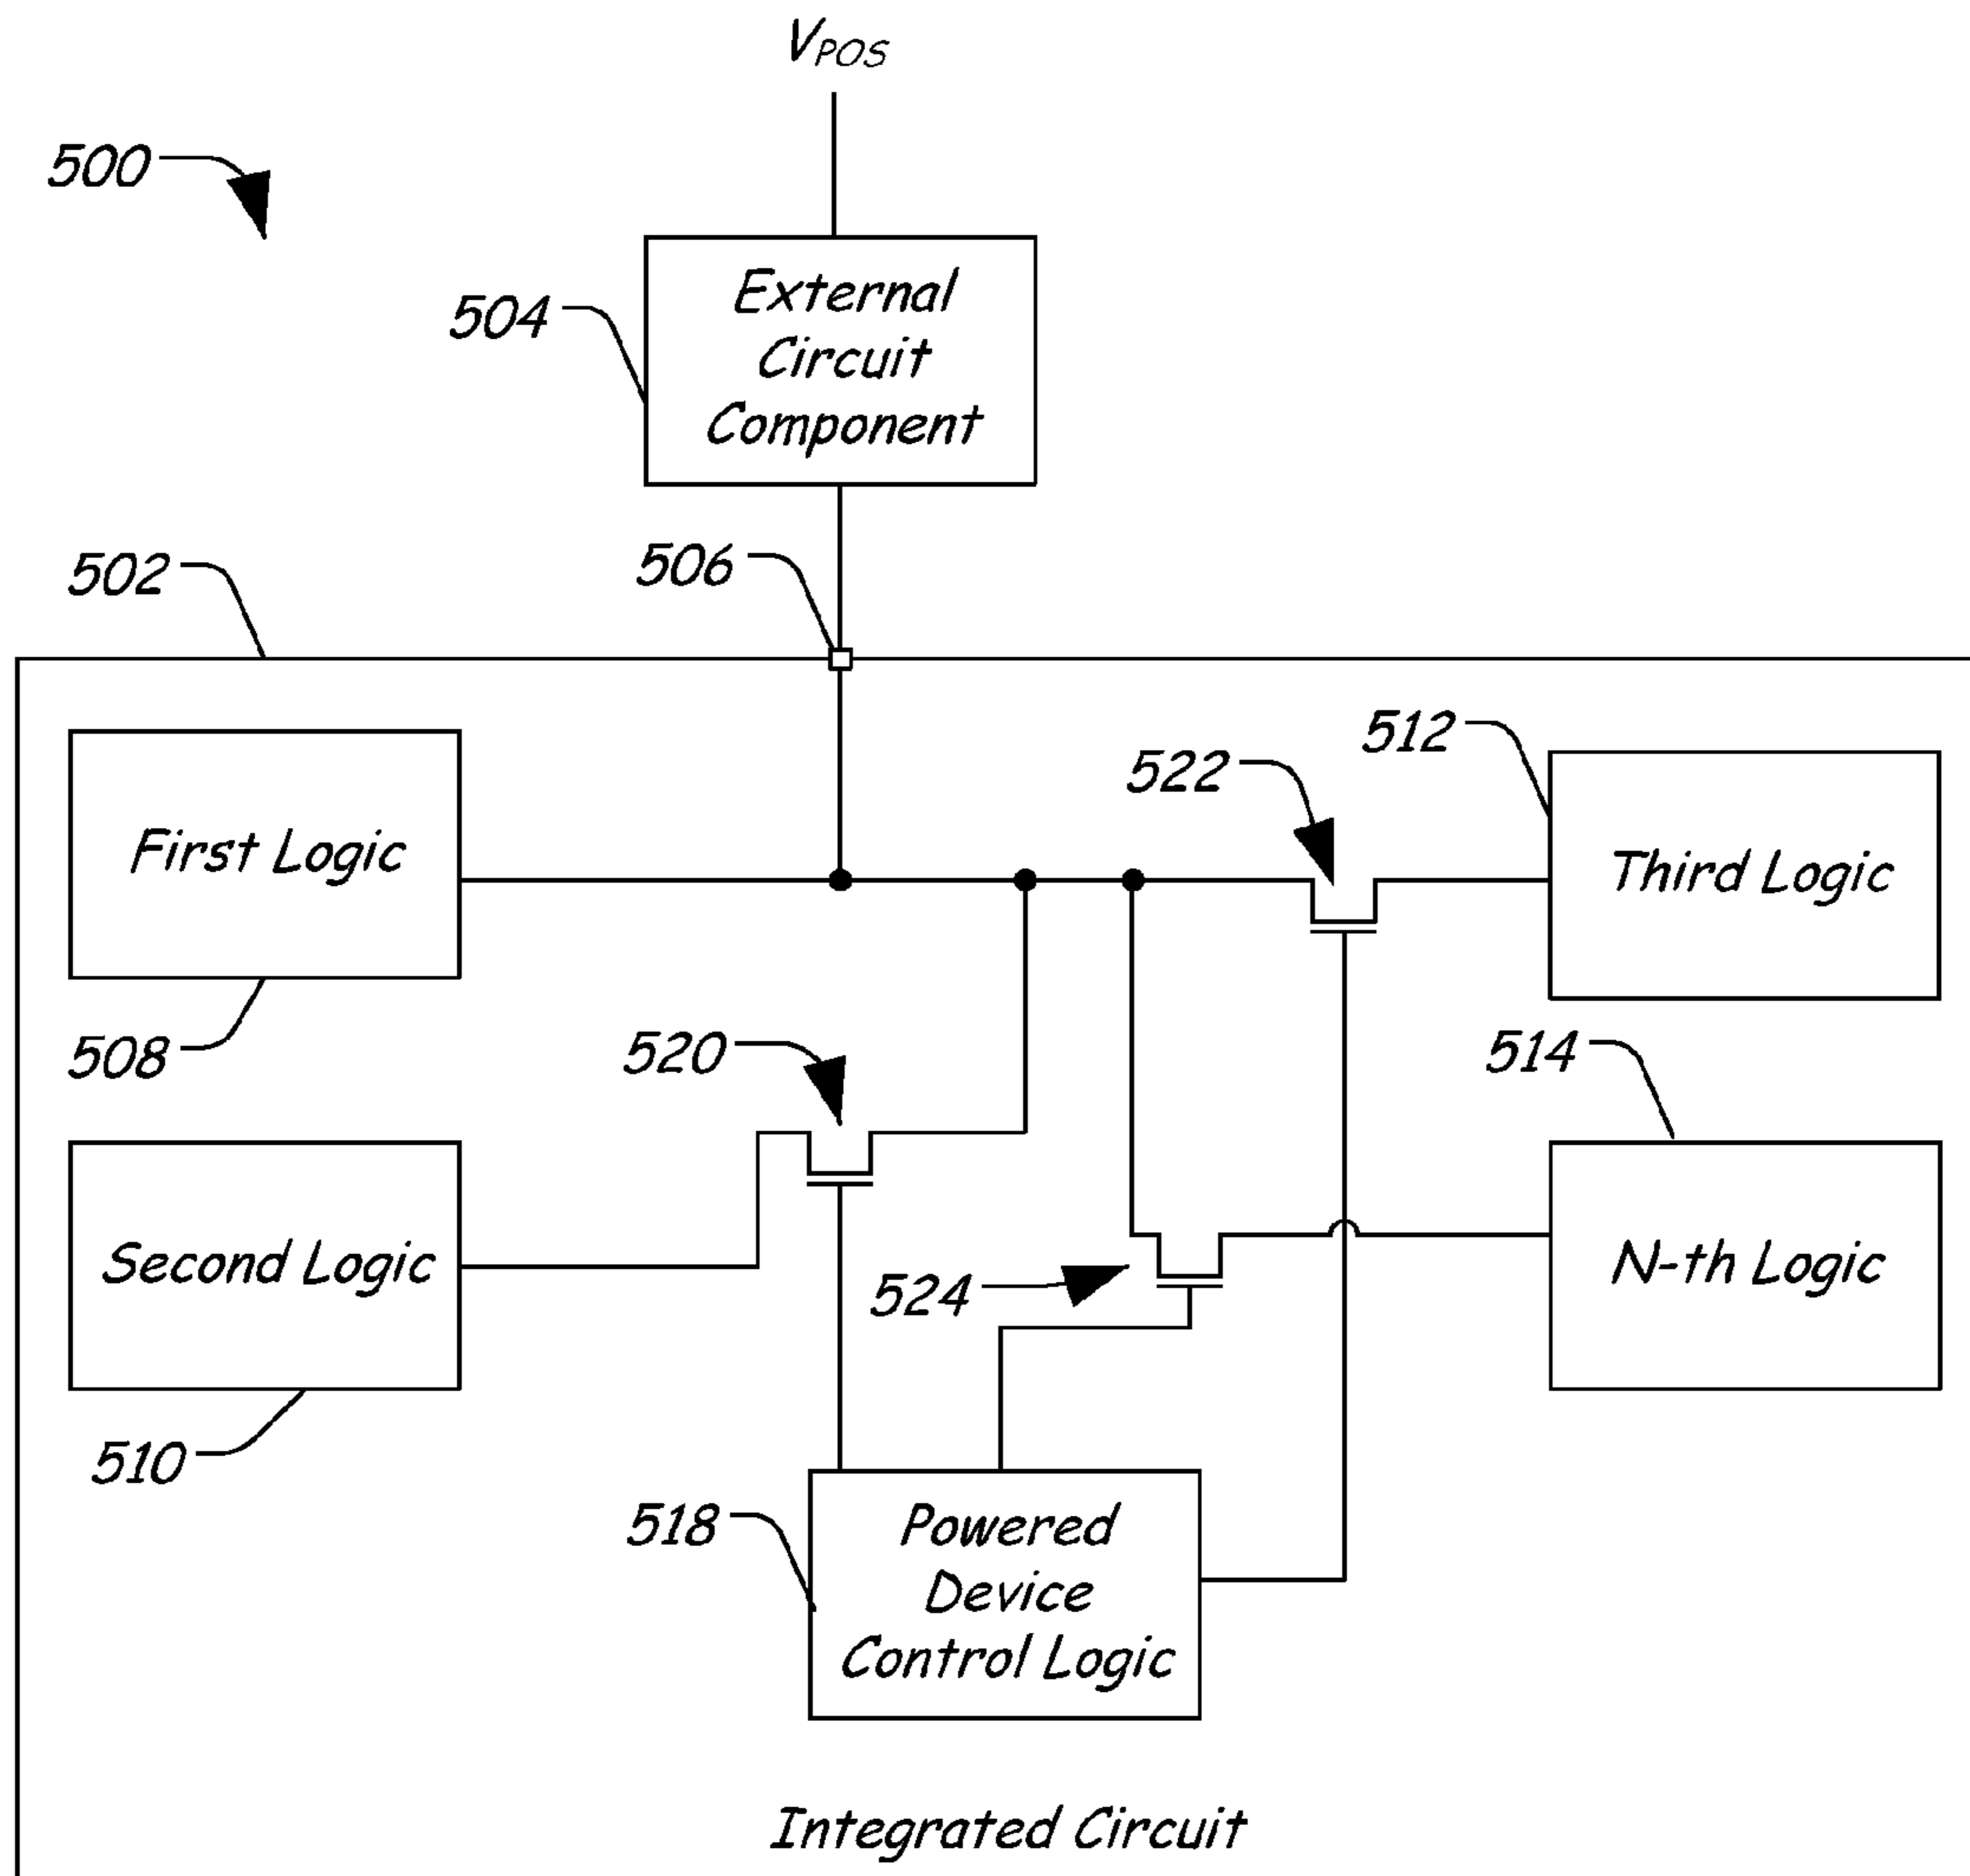 VPOS
500
External
Circuit
Component
504
506
502
512
522
First Logic
Third Logic
508
520
514
Second Logic
N-th Logic
524
510
518
Powered
Device
Control Logic
Integrated Circuit